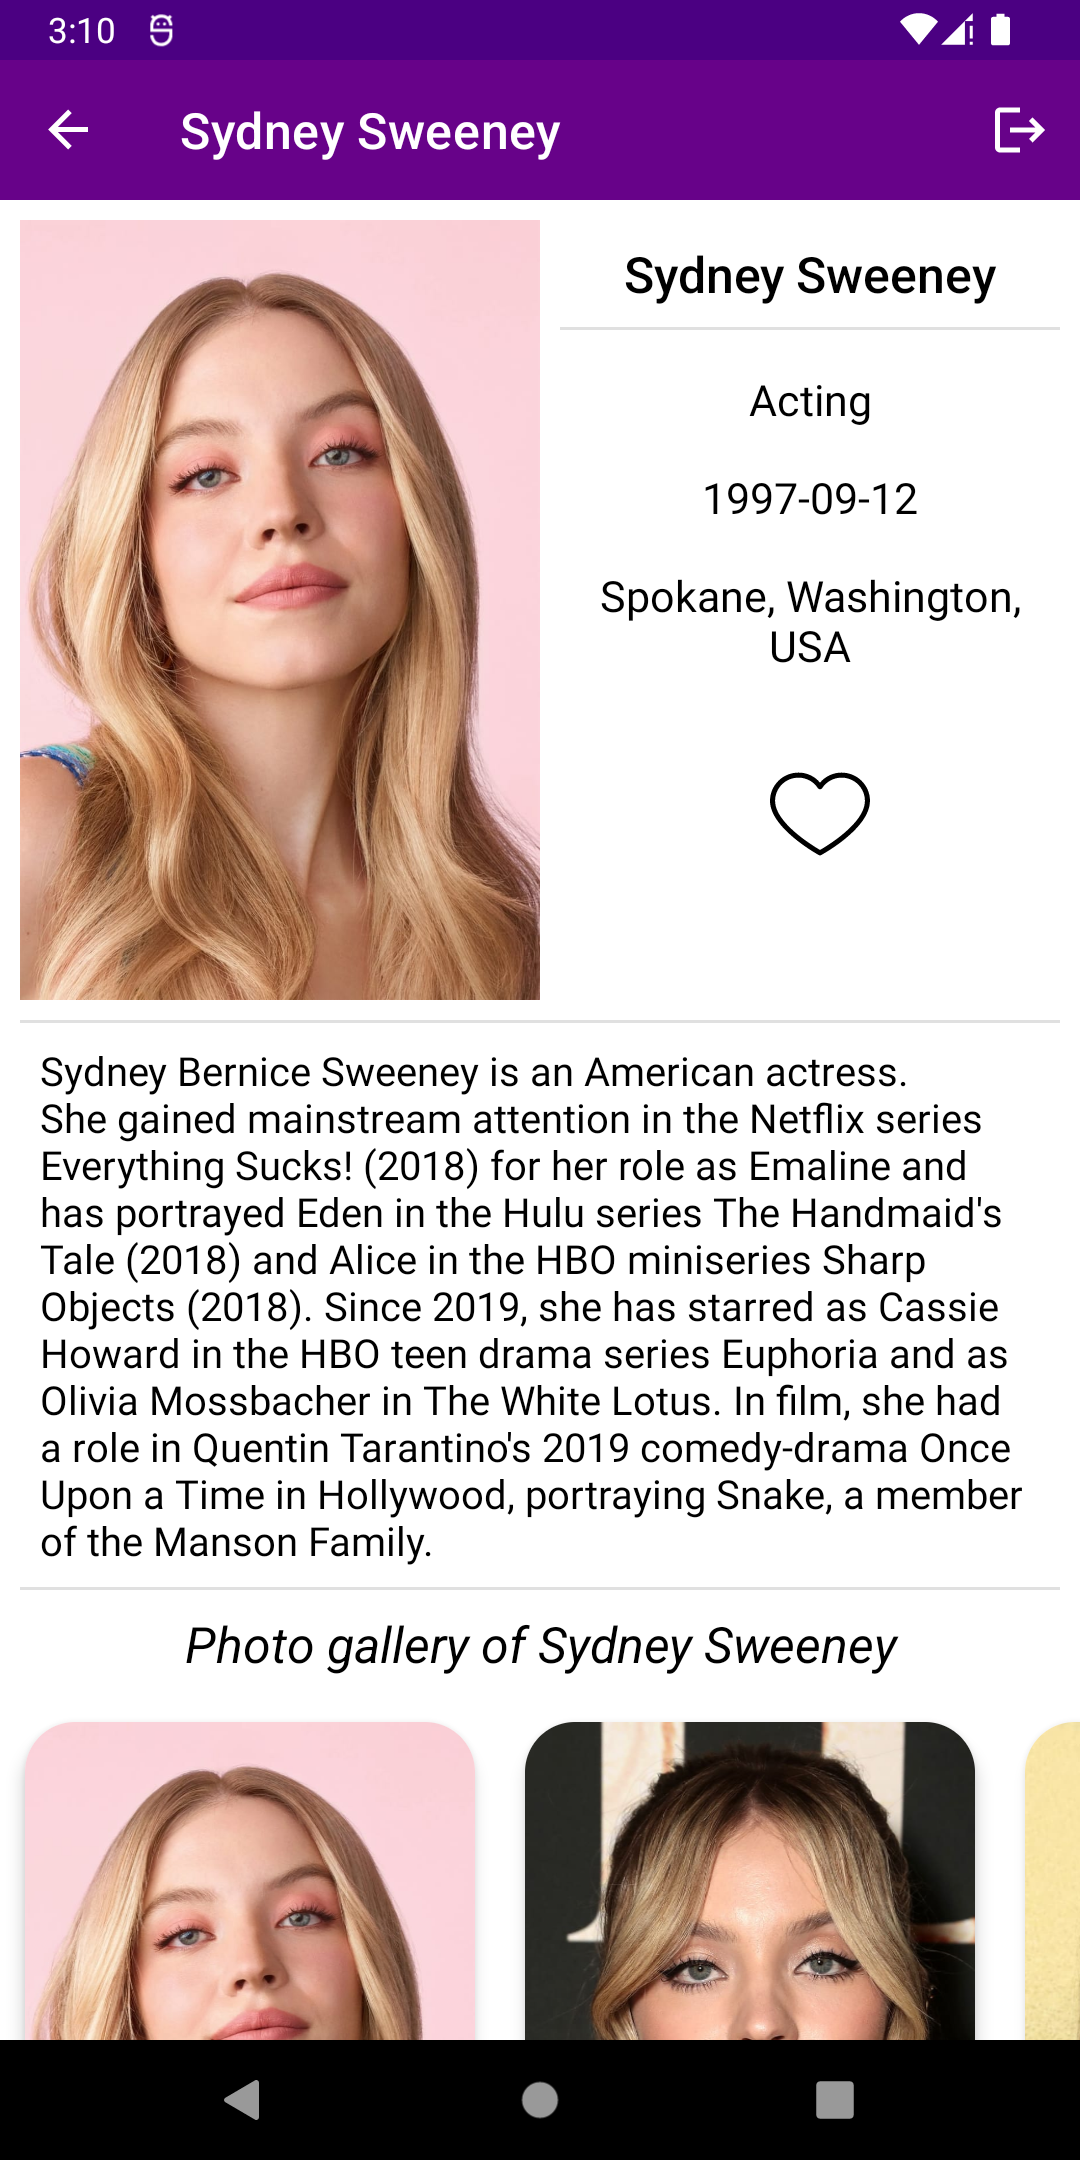 3:10
Sydney Sweeney
Sydney Sweeney
Acting
1997-09-12
Spokane, Washington,
USA
Sydney Bernice Sweeney is an American actress.
She gained mainstream attention in the Netflix series
Everything Sucks! (2018) for her role as Emaline and
has portrayed Eden in the Hulu series The Handmaid's
Tale (2018) and Alice in the HBO miniseries Sharp
Objects (2018). Since 2019, she has starred as Cassie
Howard in the HBO teen drama series Euphoria and as
Olivia Mossbacher in The White Lotus. In film, she had
a role in Quentin Tarantino's 2019 comedy-drama Once
Upon a Time in Hollywood, portraying Snake, a member
of the Manson Family.
Photo gallery of Sydney Sweeney